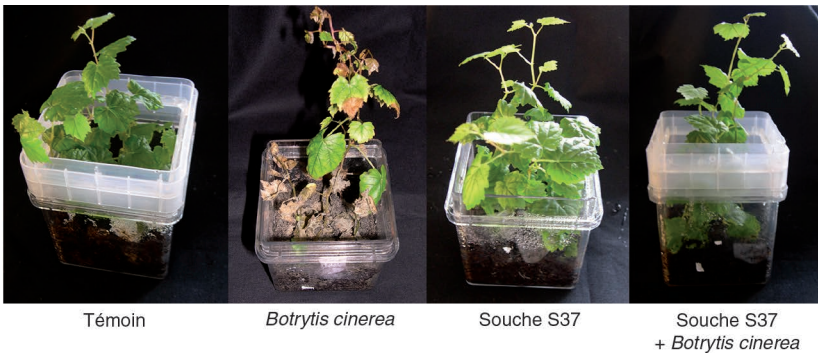 Témoin
Botrytis cinerea
Souche S37
Souche S37
+ Botrytis cinerea